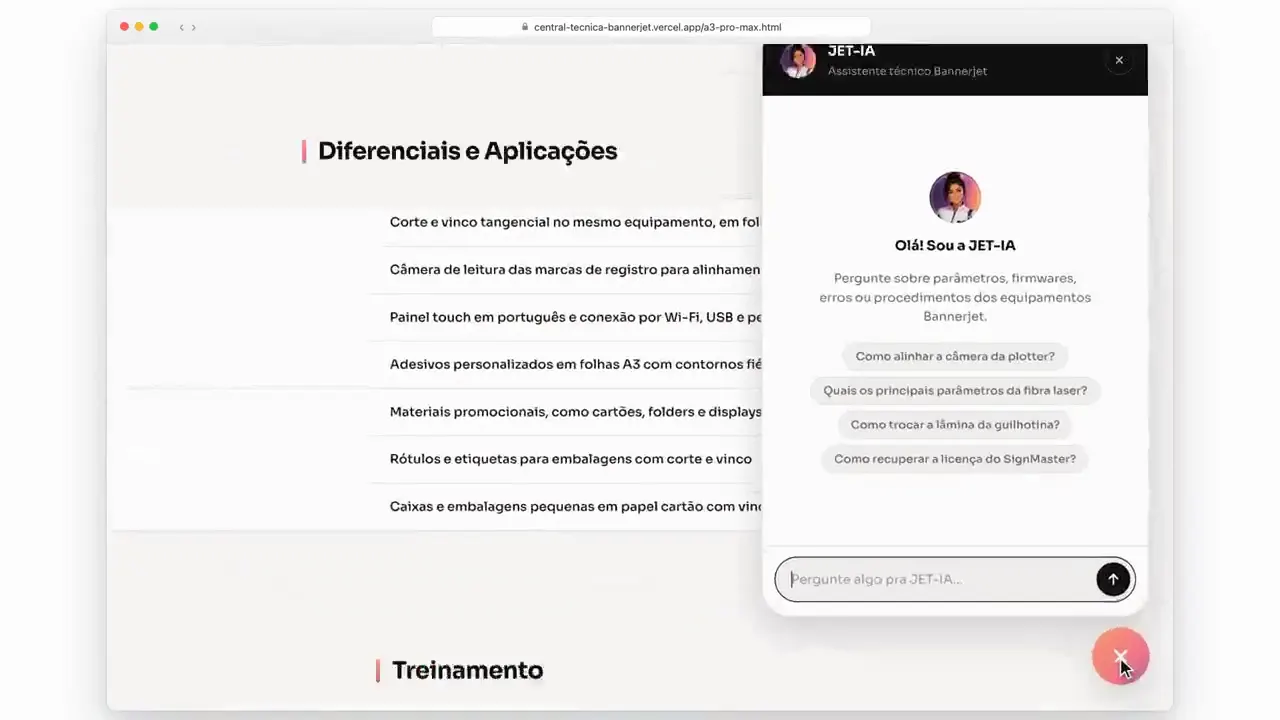 central-tecnica-bannerjet.vercel.app/a3-pro-max.html
JET-IA
Assistente técnico Bannerjet
Diferenciais e Aplicações
Corte e vinco tangencial no mesmo equipamento, em fol
Câmera de leitura das marcas de registro para alinhamen
Painel touch em português e conexão por Wi-Fi, USB e pe
Adesivos personalizados em folhas A3 com contornos fié
Materiais promocionais, como cartões, folders e displays
Rótulos e etiquetas para embalagens com corte e vinco
Caixas e embalagens pequenas em papel cartão com vinc
Treinamento
Olá! Sou a JET-IA
Pergunte sobre parâmetros, firmwares,
erros ou procedimentos dos equipamentos
Bannerjet.
Como alinhar a câmera da plotter?
Quais os principais parâmetros da fibra laser?
Como trocar a lâmina da guilhotina?
Como recuperar a licença do SignMaster?
Pergunte algo pra JET-IA...